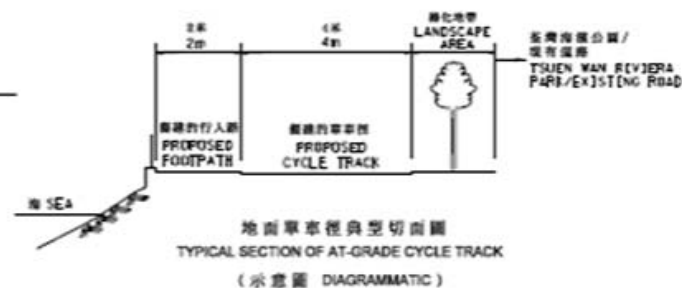 2米
2m
4米
4m
綠化地帶
LANDSCAPE
AREA
荃灣海濱公園/
現有道路
TSUEN WAN RIVIERA
PARK/EXISTING ROAD
擬建的行人路
PROPOSED
FOOTPATH
擬建的單車徑
PROPOSED
CYCLE TRACK
海 SEA
地面單車徑典型切面圖
TYPICAL SECTION OF AT-GRADE CYCLE TRACK
(示意圖 DIAGRAMMATIC)